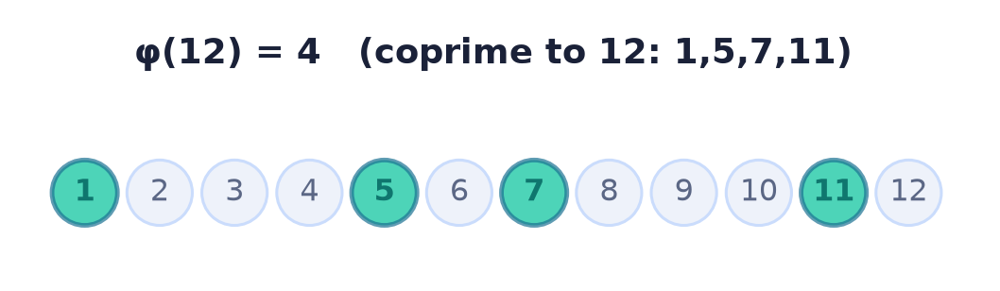 φ(12) = 4   (coprime to 12: 1,5,7,11)
1 2 3 4 5 6 7 8 9 10 11 12